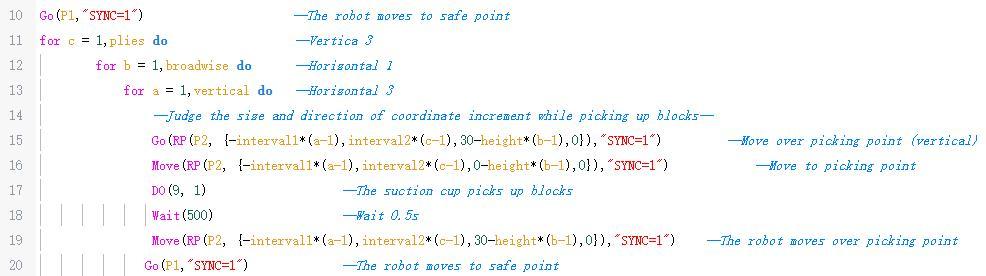 10 Go(P1,"SYNC=1") --The robot moves to safe point
11 for c = 1,plies do --Vertica 3
12 for b = 1,broadwise do --Horisontal 1
13 for a = 1,vertical do --Horisontal 3
14 --Judge the size and direction of coordinate increment while picking up blocks--
15 Go(RP(P2, {-interval1*(a-1),interval2*(c-1),30-height*(b-1),0}),"SYNC=1") --Move over picking point (vertical)
16 Move(RP(P2, {-interval1*(a-1),interval2*(c-1),0-height*(b-1),0}),"SYNC=1") --Move to picking point
17 DO(9, 1) --The suction cup picks up blocks
18 Wait(500) --Wait 0.5s
19 Move(RP(P2, {-interval1*(a-1),interval2*(c-1),30-height*(b-1),0}),"SYNC=1") --The robot moves over picking point
20 Go(P1,"SYNC=1") --The robot moves to safe point